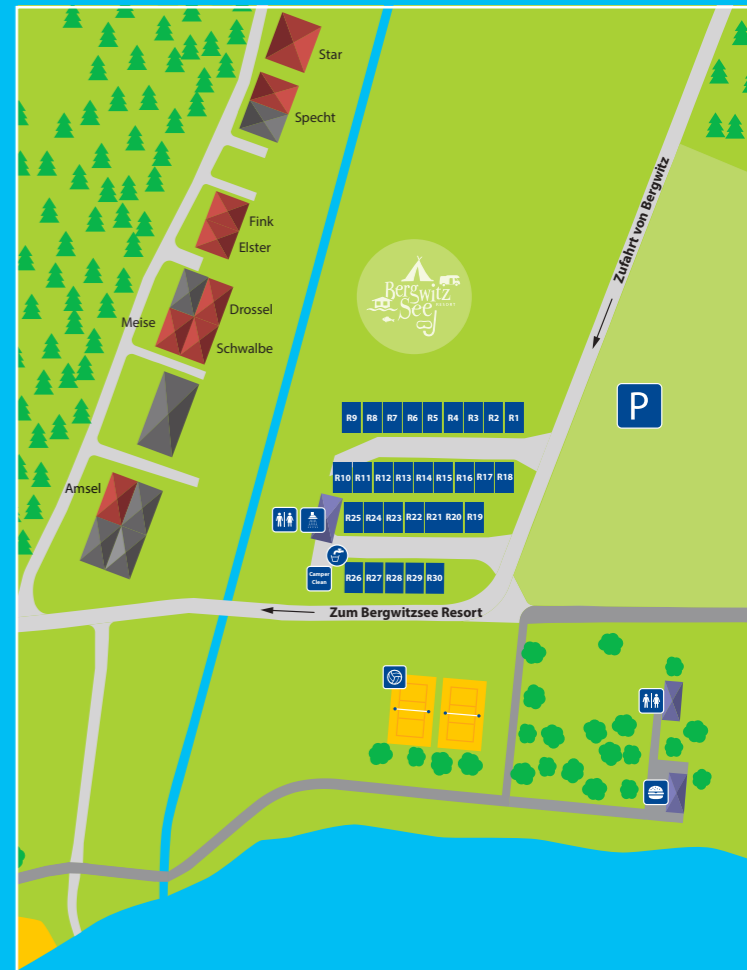 Star
Specht
Zufahrt von Bergwitz
Fink
Elster
Bergwitz
See
RESORT
Drossel
Meise
Schwalbe
P
R9 R8 R7 R6 R5 R4 R3 R2 R1
R10 R11 R12 R13 R14 R15 R16 R17 R18
Amsel
R25 R24 R23 R22 R21 R20 R19
Camper
Clean
R26 R27 R28 R29 R30
Zum Bergwitzsee Resort